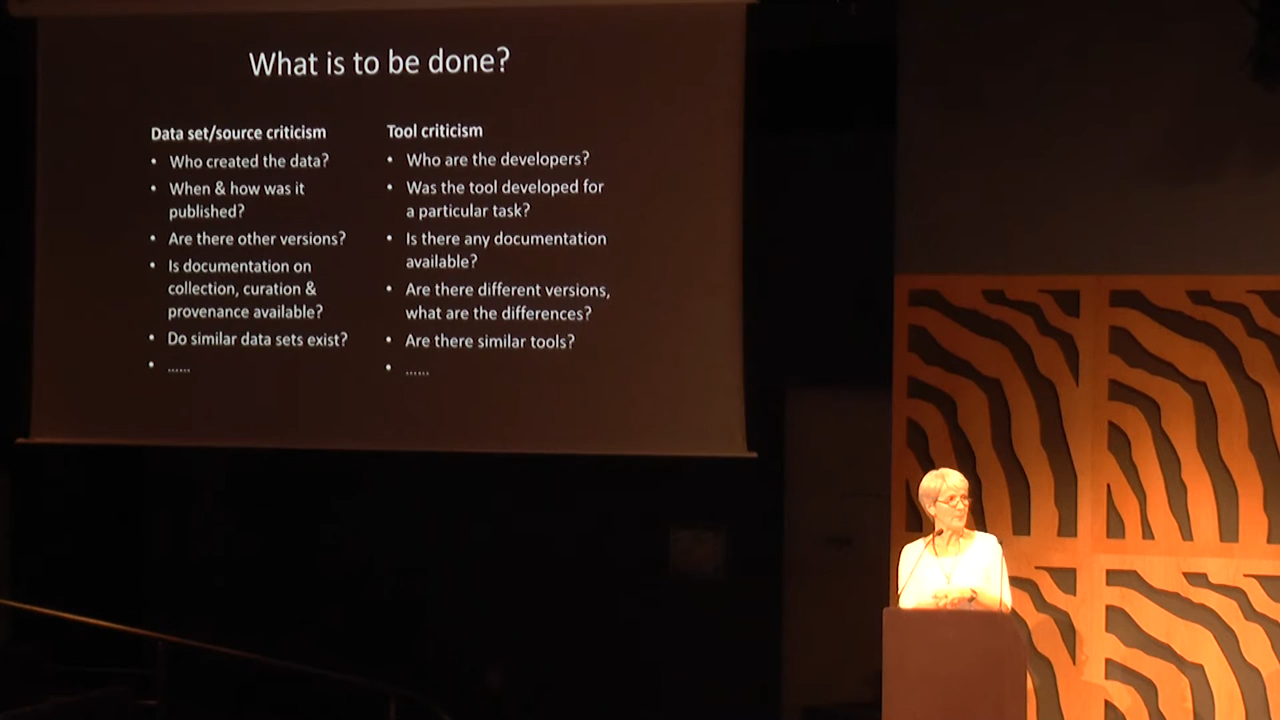 What is to be done?
Data set/source criticism
• Who created the data?
• When & how was it
published?
• Are there other versions?
• Is documentation on
collection, curation &
provenance available?
• Do similar data sets exist?
• ......
Tool criticism
• Who are the developers?
• Was the tool developed for
a particular task?
• Is there any documentation
available?
• Are there different versions,
what are the differences?
• Are there similar tools?
• ......